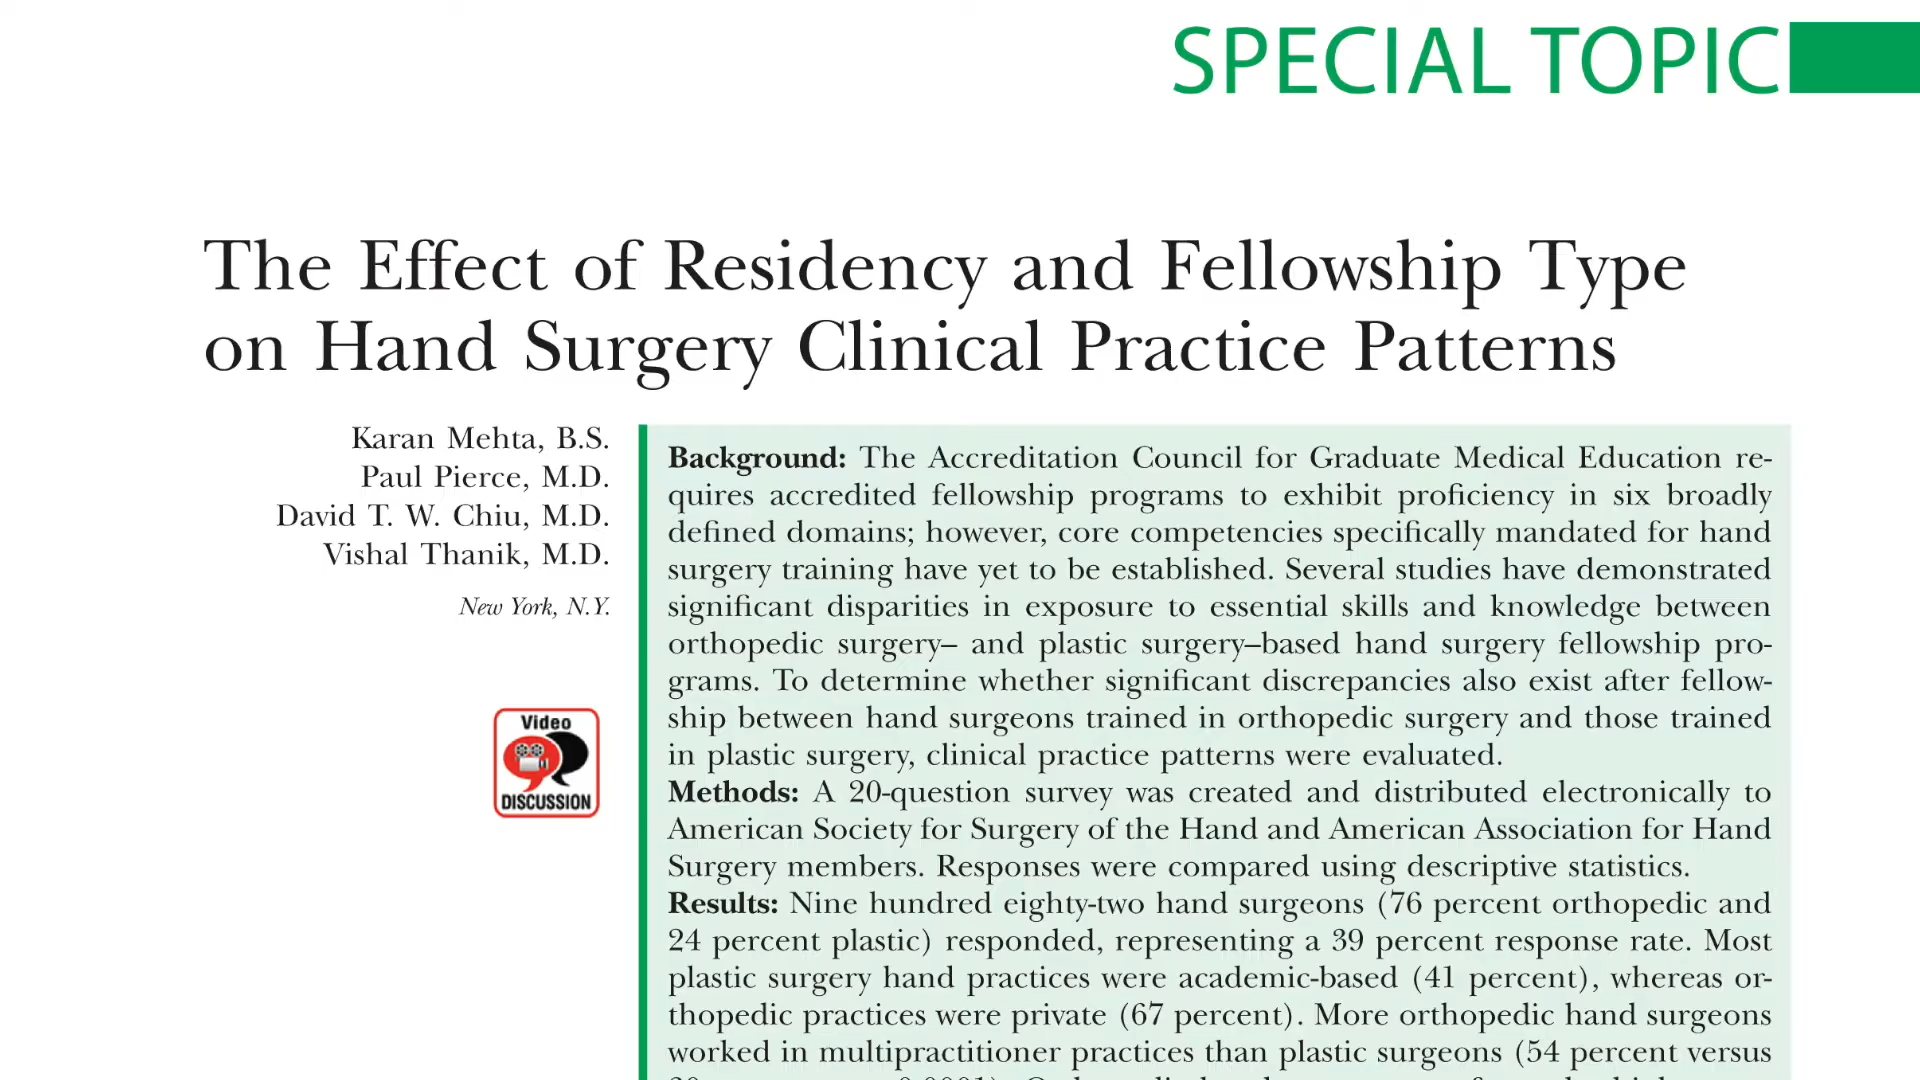 SPECIAL TOPIC
The Effect of Residency and Fellowship Type
on Hand Surgery Clinical Practice Patterns
Karan Mehta, B.S.
Paul Pierce, M.D.
David T. W. Chiu, M.D.
Vishal Thanik, M.D.
New York, N.Y.
Video
DISCUSSION
Background: The Accreditation Council for Graduate Medical Education re-
quires accredited fellowship programs to exhibit proficiency in six broadly
defined domains; however, core competencies specifically mandated for hand
surgery training have yet to be established. Several studies have demonstrated
significant disparities in exposure to essential skills and knowledge between
orthopedic surgery– and plastic surgery–based hand surgery fellowship pro-
grams. To determine whether significant discrepancies also exist after fellow-
ship between hand surgeons trained in orthopedic surgery and those trained
in plastic surgery, clinical practice patterns were evaluated.
Methods: A 20-question survey was created and distributed electronically to
American Society for Surgery of the Hand and American Association for Hand
Surgery members. Responses were compared using descriptive statistics.
Results: Nine hundred eighty-two hand surgeons (76 percent orthopedic and
24 percent plastic) responded, representing a 39 percent response rate. Most
plastic surgery hand practices were academic-based (41 percent), whereas or-
thopedic practices were private (67 percent). More orthopedic hand surgeons
worked in multipractitioner practices than plastic surgeons (54 percent versus